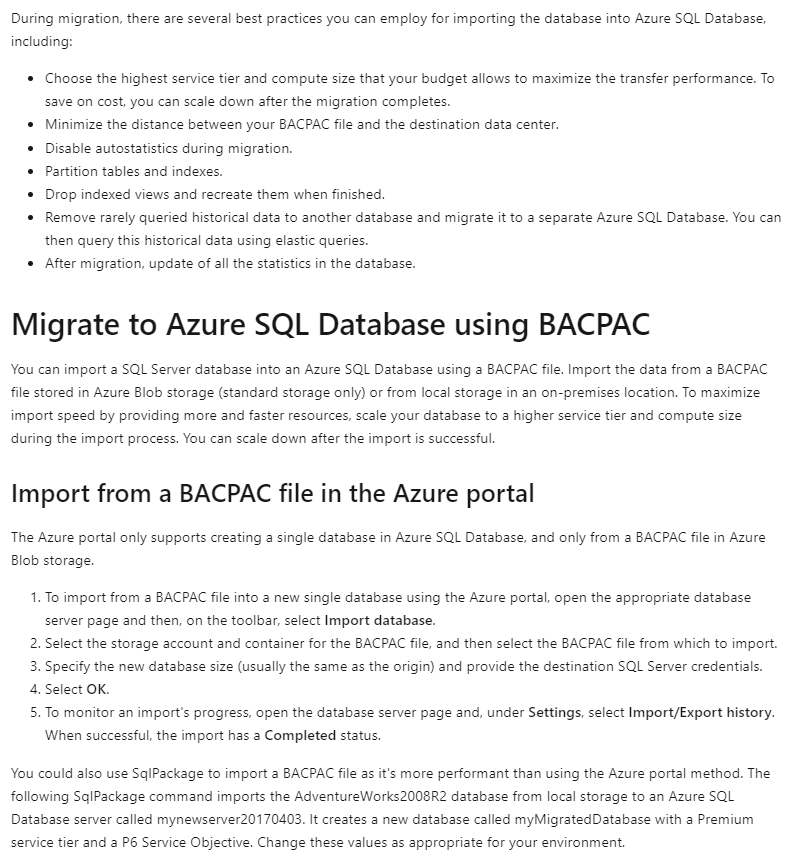 During migration, there are several best practices you can employ for importing the database into Azure SQL Database,
including:
• Choose the highest service tier and compute size that your budget allows to maximize the transfer performance. To
save on cost, you can scale down after the migration completes.
• Minimize the distance between your BACPAC file and the destination data center.
• Disable autostatistics during migration.
• Partition tables and indexes.
• Drop indexed views and recreate them when finished.
• Remove rarely queried historical data to another database and migrate it to a separate Azure SQL Database. You can
then query this historical data using elastic queries.
• After migration, update of all the statistics in the database.
Migrate to Azure SQL Database using BACPAC
You can import a SQL Server database into an Azure SQL Database using a BACPAC file. Import the data from a BACPAC
file stored in Azure Blob storage (standard storage only) or from local storage in an on-premises location. To maximize
import speed by providing more and faster resources, scale your database to a higher service tier and compute size
during the import process. You can scale down after the import is successful.
Import from a BACPAC file in the Azure portal
The Azure portal only supports creating a single database in Azure SQL Database, and only from a BACPAC file in Azure
Blob storage.
1. To import from a BACPAC file into a new single database using the Azure portal, open the appropriate database
server page and then, on the toolbar, select Import database.
2. Select the storage account and container for the BACPAC file, and then select the BACPAC file from which to import.
3. Specify the new database size (usually the same as the origin) and provide the destination SQL Server credentials.
4. Select OK.
5. To monitor an import's progress, open the database server page and, under Settings, select Import/Export history.
When successful, the import has a Completed status.
You could also use SqlPackage to import a BACPAC file as it's more performant than using the Azure portal method. The
following SqlPackage command imports the AdventureWorks2008R2 database from local storage to an Azure SQL
Database server called mynewserver20170403. It creates a new database called myMigratedDatabase with a Premium
service tier and a P6 Service Objective. Change these values as appropriate for your environment.